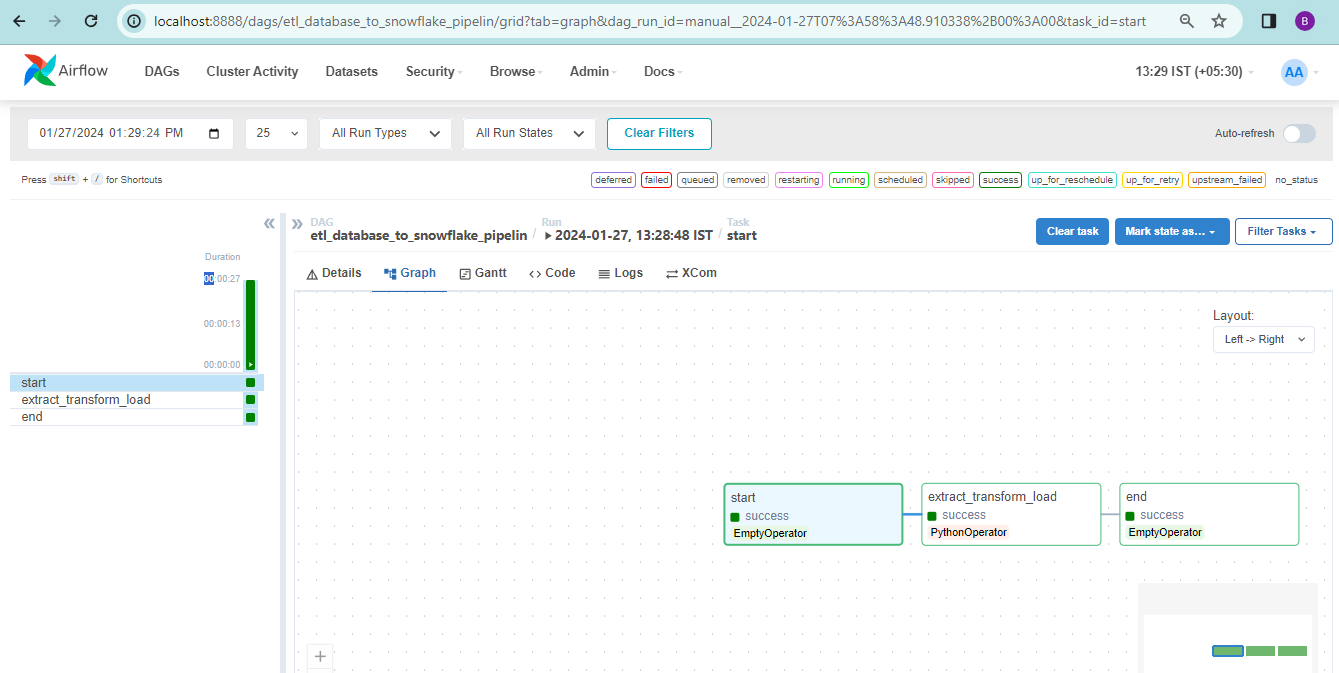 localhost:8888/dags/etl_database_to_snowflake_pipelin/grid?tab=graph&dag_run_id=manual__2024-01-27T07%3A58%3A48.910338%2B00%3A00&task_id=start
B
Airflow DAGs Cluster Activity Datasets Security Browse Admin Docs 13:29 IST (+05:30) AA
01/27/2024 01:29:24 PM 25 All Run Types All Run States Clear Filters Auto-refresh
Press shift + / for Shortcuts deferred failed queued removed restarting running scheduled skipped success up_for_reschedule up_for_retry upstream_failed no_status
DAG Run Task
etl_database_to_snowflake_pipelin / 2024-01-27, 13:28:48 IST / start Clear task Mark state as... Filter Tasks
Duration
Details Graph Gantt Code Logs XCom
00:00:27
Layout:
00:00:13
Left -> Right
00:00:00
start
extract_transform_load
end
start extract_transform_load end
success success success
EmptyOperator PythonOperator EmptyOperator